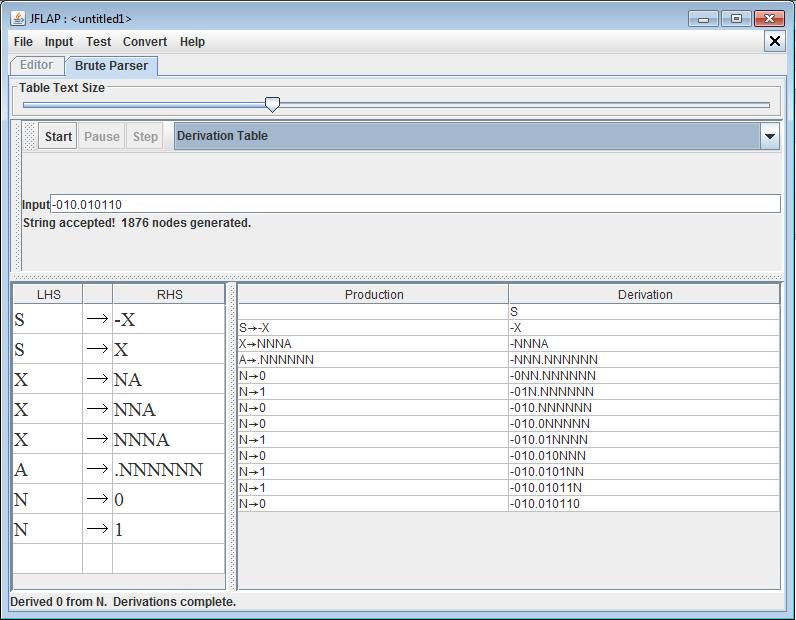 JFLAP : <untitled1>
File Input Test Convert Help
Editor Brute Parser
Table Text Size
Start Pause Step Derivation Table
Input -010.010110
String accepted! 1876 nodes generated.
LHS RHS
S → -X
S → X
X → NA
X → NNA
X → NNNA
A → .NNNNNN
N → 0
N → 1
Production Derivation
S
S→-X -X
X→NNNA -NNNA
A→.NNNNNN -NNN.NNNNNN
N→0 -0NN.NNNNNN
N→1 -01N.NNNNNN
N→0 -010.NNNNNN
N→0 -010.0NNNNN
N→1 -010.01NNNN
N→0 -010.010NNN
N→1 -010.0101NN
N→1 -010.01011N
N→0 -010.010110
Derived 0 from N. Derivations complete.